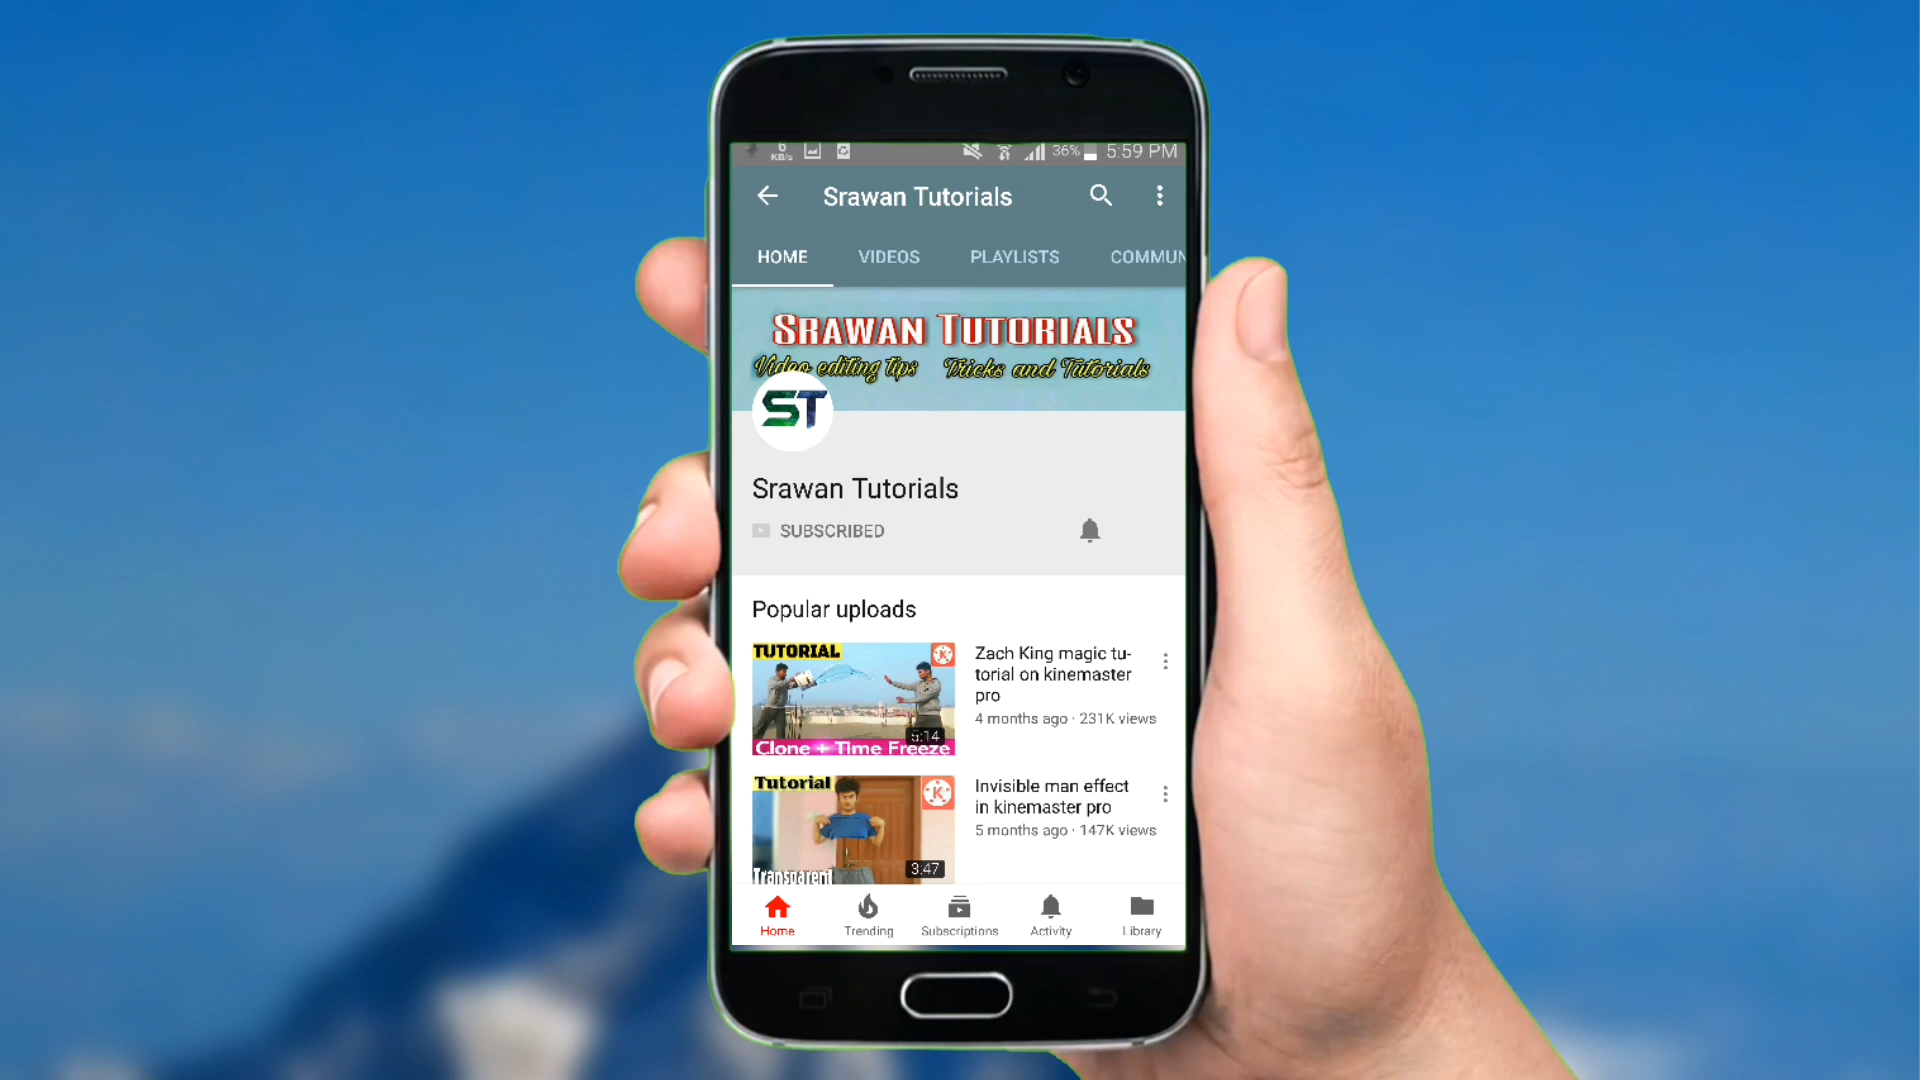 6
KB/s
36%
5:59 PM
Srawan Tutorials
HOME VIDEOS PLAYLISTS COMMUN
SRAWAN TUTORIALS
Video editing tips Tricks and Tutorials
ST
Srawan Tutorials
SUBSCRIBED
Popular uploads
TUTORIAL
K
5:14
Clone + Time Freeze
Zach King magic tu-
torial on kinemaster
pro
4 months ago · 231K views
Tutorial
K
3:47
Transparent
Invisible man effect
in kinemaster pro
5 months ago · 147K views
Home Trending Subscriptions Activity Library